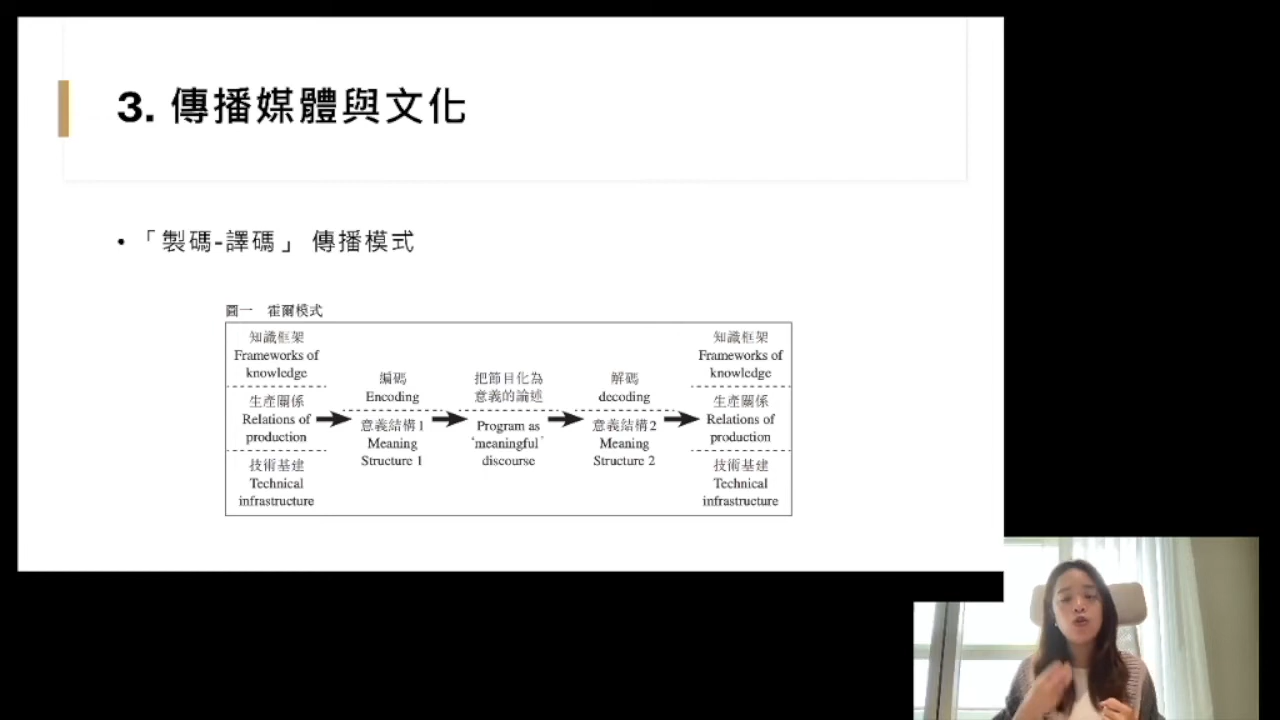 3. 傳播媒體與文化
• 「製碼-譯碼」 傳播模式
圖一 霍爾模式
知識框架
Frameworks of
knowledge
生產關係
Relations of
production
技術基建
Technical
infrastructure
編碼
Encoding
意義結構1
Meaning
Structure 1
把節目化為
意義的論述
Program as
'meaningful'
discourse
解碼
decoding
意義結構2
Meaning
Structure 2
知識框架
Frameworks of
knowledge
生產關係
Relations of
production
技術基建
Technical
infrastructure